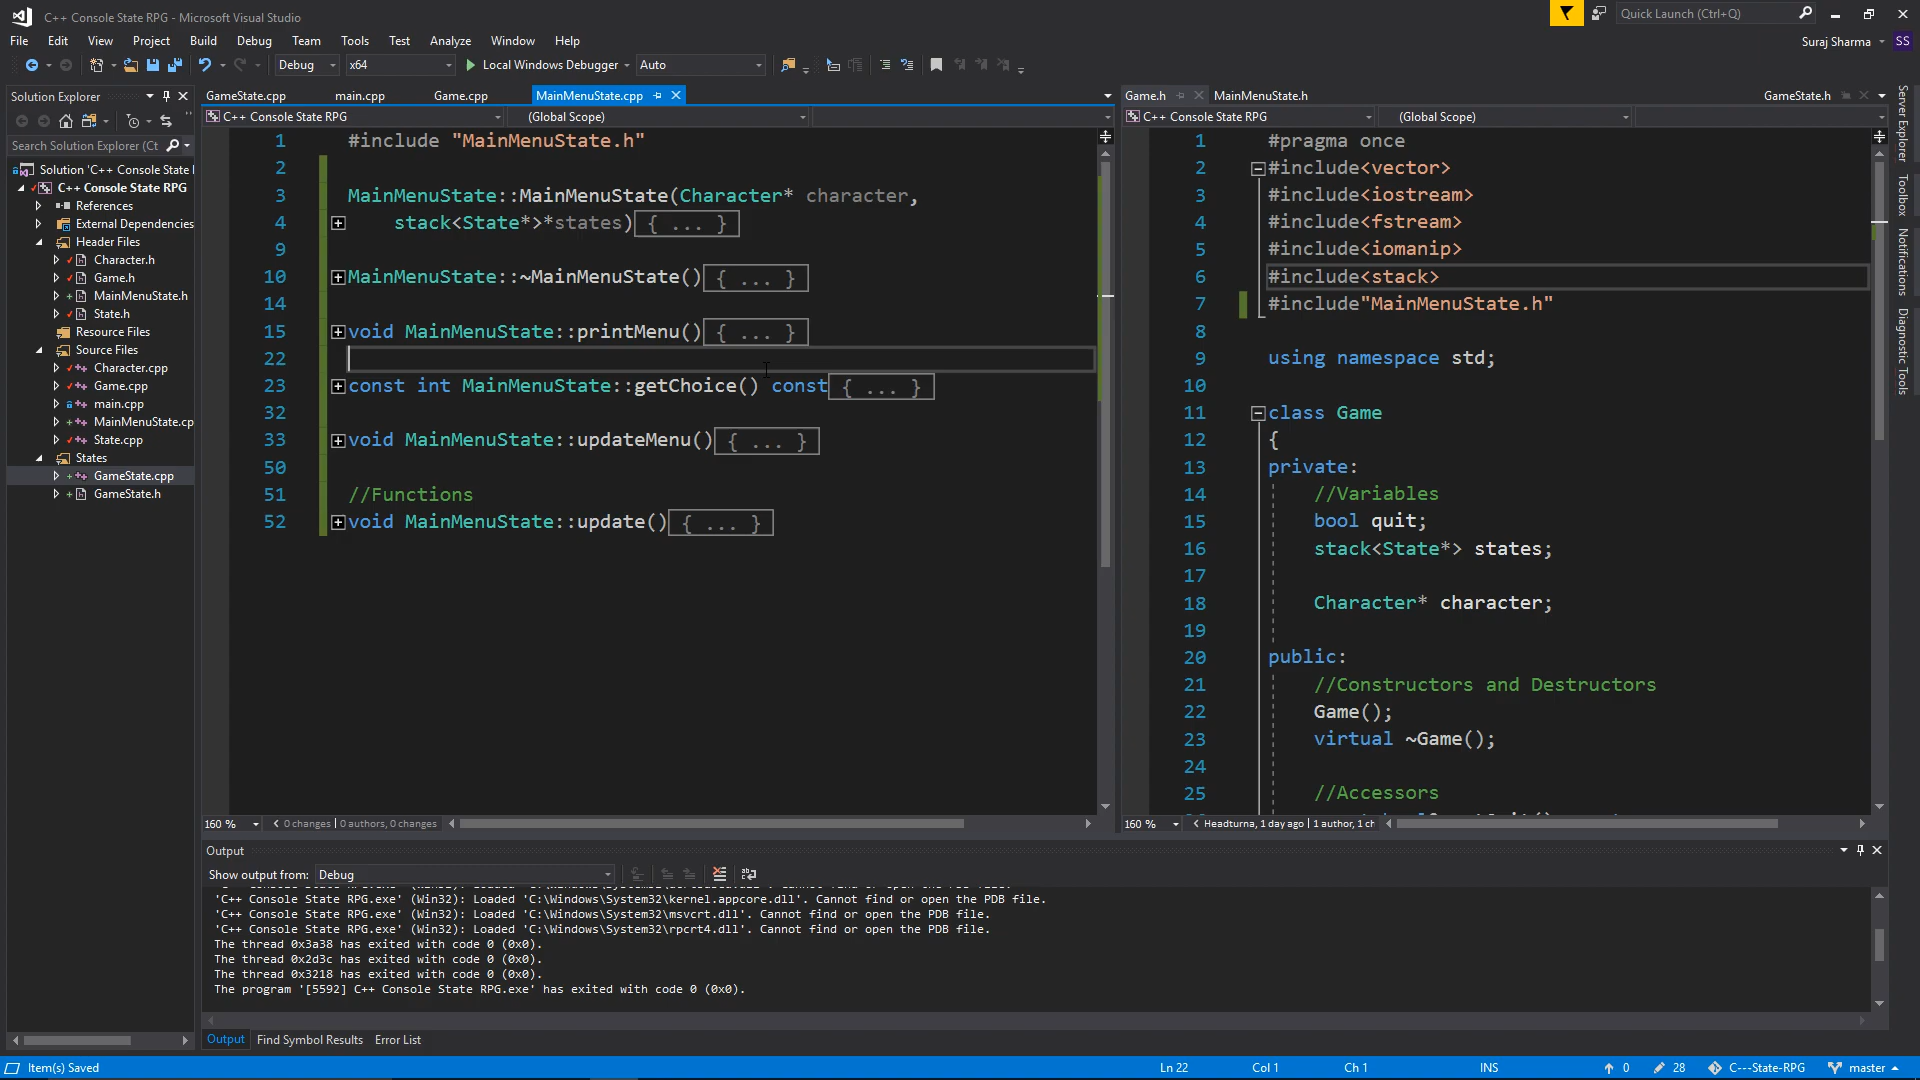 C++ Console State RPG - Microsoft Visual Studio
Quick Launch (Ctrl+Q)
File Edit View Project Build Debug Team Tools Test Analyze Window Help
Suraj Sharma SS
Debug x64 Local Windows Debugger Auto
Solution Explorer
Search Solution Explorer (Ct
Solution 'C++ Console State I
C++ Console State RPG
References
External Dependencies
Header Files
Character.h
Game.h
MainMenuState.h
State.h
Resource Files
Source Files
Character.cpp
Game.cpp
main.cpp
MainMenuState.cp
State.cpp
States
GameState.cpp
GameState.h
GameState.cpp main.cpp Game.cpp MainMenuState.cpp
C++ Console State RPG (Global Scope)
1 #include "MainMenuState.h"
2
3 MainMenuState::MainMenuState(Character* character,
4 stack<State*>*states){ ... }
9
10 MainMenuState::~MainMenuState(){ ... }
14
15 void MainMenuState::printMenu(){ ... }
22
23 const int MainMenuState::getChoice() const{ ... }
32
33 void MainMenuState::updateMenu(){ ... }
50
51 //Functions
52 void MainMenuState::update(){ ... }
160 % 0 changes | 0 authors, 0 changes
Game.h MainMenuState.h GameState.h
C++ Console State RPG (Global Scope)
1 #pragma once
2 #include<vector>
3 #include<iostream>
4 #include<fstream>
5 #include<iomanip>
6 #include<stack>
7 #include"MainMenuState.h"
8
9 using namespace std;
10
11 class Game
12 {
13 private:
14 //Variables
15 bool quit;
16 stack<State*> states;
17
18 Character* character;
19
20 public:
21 //Constructors and Destructors
22 Game();
23 virtual ~Game();
24
25 //Accessors
160 % Headturna, 1 day ago | 1 author, 1 ch
Server Explorer
Toolbox
Notifications
Diagnostic Tools
Output
Show output from: Debug
'C++ Console State RPG.exe' (Win32): Loaded 'C:\Windows\System32\kernel.appcore.dll'. Cannot find or open the PDB file.
'C++ Console State RPG.exe' (Win32): Loaded 'C:\Windows\System32\msvcrt.dll'. Cannot find or open the PDB file.
'C++ Console State RPG.exe' (Win32): Loaded 'C:\Windows\System32\rpcrt4.dll'. Cannot find or open the PDB file.
The thread 0x3a38 has exited with code 0 (0x0).
The thread 0x2d3c has exited with code 0 (0x0).
The thread 0x3218 has exited with code 0 (0x0).
The program '[5592] C++ Console State RPG.exe' has exited with code 0 (0x0).
Output Find Symbol Results Error List
Item(s) Saved Ln 22 Col 1 Ch 1 INS 0 28 C---State-RPG master